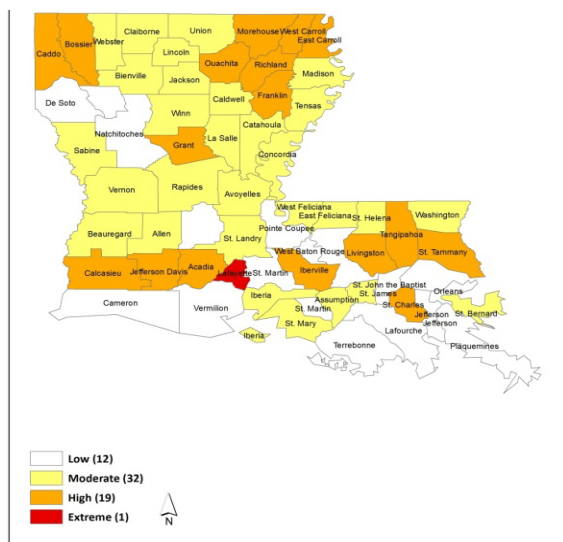 Caddo
Bossier
Webster
Claiborne
Union
Morehouse
West Carroll
East Carroll
Lincoln
Ouachita
Richland
Madison
Bienville
Jackson
Franklin
De Soto
Caldwell
Tensas
Winn
Natchitoches
Catahoula
Grant
La Salle
Sabine
Concordia
Vernon
Rapides
Avoyelles
West Feliciana
East Feliciana
St. Helena
Washington
Beauregard
Allen
Pointe Coupee
St. Landry
Tangipahoa
West Baton Rouge
Livingston
St. Tammany
Calcasieu
Jefferson Davis
Acadia
Lafayette
St. Martin
Iberville
St. John the Baptist
Orleans
Cameron
Vermilion
Iberia
Assumption
St. James
St. Martin
St. Charles
Jefferson
St. Bernard
Jefferson
St. Mary
Lafourche
Iberia
Terrebonne
Plaquemines
Low (12)
Moderate (32)
High (19)
Extreme (1)
N